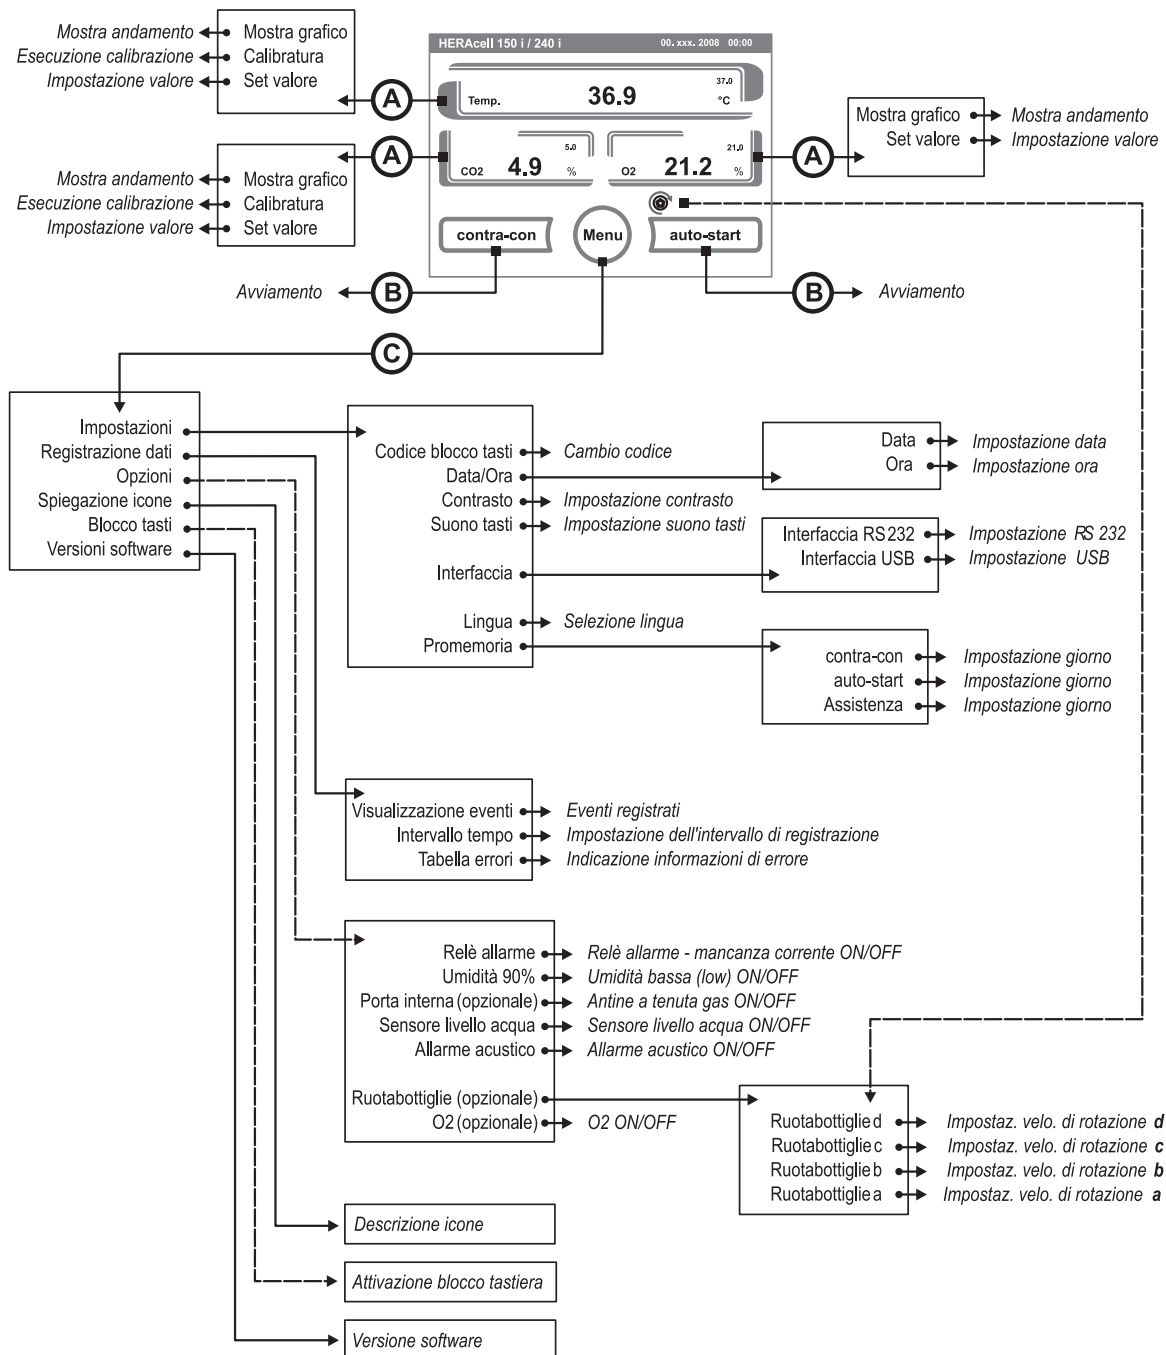 HERAcell 150 i / 240 i 00. xxx. 2008 00:00
37.0
Temp. 36.9 °C
5.0
CO2 4.9 %
21.0
O2 21.2 %
contra-con Menu auto-start
Mostra andamento Mostra grafico
Esecuzione calibrazione Calibratura
Impostazione valore Set valore
A
Mostra andamento Mostra grafico
Esecuzione calibrazione Calibratura
Impostazione valore Set valore
A
Mostra grafico Mostra andamento
Set valore Impostazione valore
A
Avviamento B
B Avviamento
C
Impostazioni
Registrazione dati
Opzioni
Spiegazione icone
Blocco tasti
Versioni software
Codice blocco tasti Cambio codice
Data/Ora
Contrasto Impostazione contrasto
Suono tasti Impostazione suono tasti
Interfaccia
Lingua Selezione lingua
Promemoria
Data Impostazione data
Ora Impostazione ora
Interfaccia RS232 Impostazione RS 232
Interfaccia USB Impostazione USB
contra-con Impostazione giorno
auto-start Impostazione giorno
Assistenza Impostazione giorno
Visualizzazione eventi Eventi registrati
Intervallo tempo Impostazione dell'intervallo di registrazione
Tabella errori Indicazione informazioni di errore
Relè allarme Relè allarme - mancanza corrente ON/OFF
Umidità 90% Umidità bassa (low) ON/OFF
Porta interna (opzionale) Antine a tenuta gas ON/OFF
Sensore livello acqua Sensore livello acqua ON/OFF
Allarme acustico Allarme acustico ON/OFF
Ruotabottiglie (opzionale)
O2 (opzionale) O2 ON/OFF
Ruotabottiglie d Impostaz. velo. di rotazione d
Ruotabottiglie c Impostaz. velo. di rotazione c
Ruotabottiglie b Impostaz. velo. di rotazione b
Ruotabottiglie a Impostaz. velo. di rotazione a
Descrizione icone
Attivazione blocco tastiera
Versione software